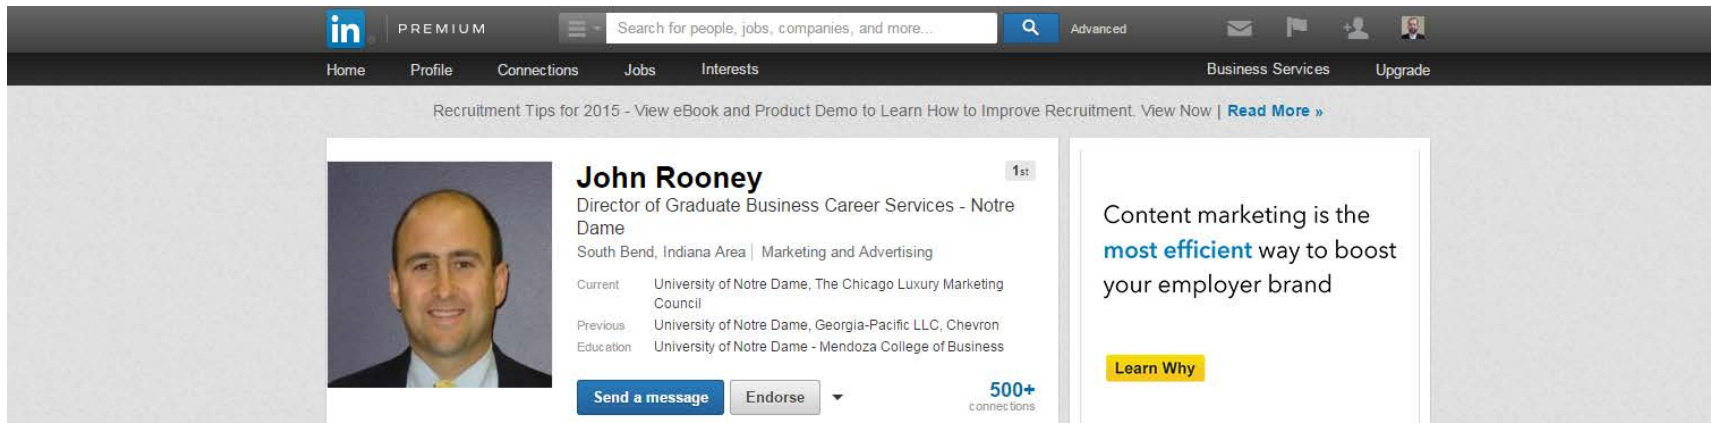 in PREMIUM Search for people, jobs, companies, and more... Advanced
Home Profile Connections Jobs Interests Business Services Upgrade
Recruitment Tips for 2015 - View eBook and Product Demo to Learn How to Improve Recruitment. View Now | Read More »
John Rooney 1st
Director of Graduate Business Career Services - Notre
Dame
South Bend, Indiana Area | Marketing and Advertising
Current University of Notre Dame, The Chicago Luxury Marketing
Council
Previous University of Notre Dame, Georgia-Pacific LLC, Chevron
Education University of Notre Dame - Mendoza College of Business
Send a message Endorse 500+
connections
Content marketing is the
most efficient way to boost
your employer brand
Learn Why